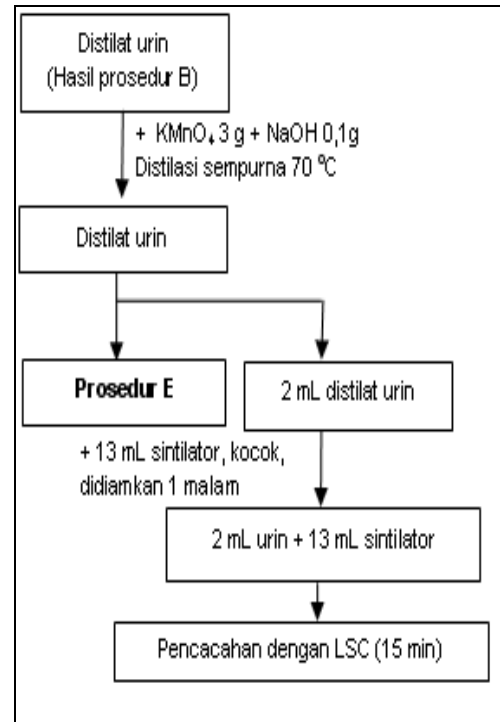 Distilat urin
(Hasil prosedur B)
+ KMnO₄ 3 g + NaOH 0,1g
Distilasi sempurna 70 ⁰C
Distilat urin
Prosedur E
2 mL distilat urin
+ 13 mL sintilator, kocok,
didiamkan 1 malam
2 mL urin + 13 mL sintilator
Pencacahan dengan LSC (15 min)